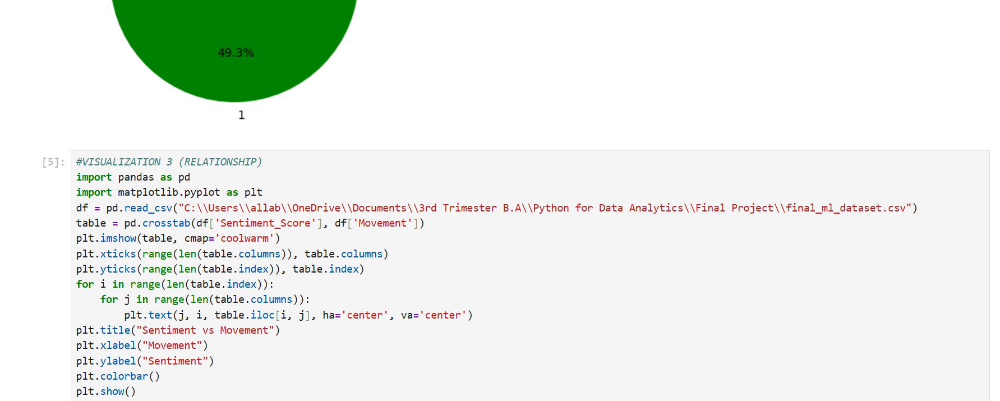 49.3%
1
[5]:
#VISUALIZATION 3 (RELATIONSHIP)
import pandas as pd
import matplotlib.pyplot as plt
df = pd.read_csv("C:\\Users\\allab\\OneDrive\\Documents\\3rd Trimester B.A\\Python for Data Analytics\\Final Project\\final_ml_dataset.csv")
table = pd.crosstab(df['Sentiment_Score'], df['Movement'])
plt.imshow(table, cmap='coolwarm')
plt.xticks(range(len(table.columns)), table.columns)
plt.yticks(range(len(table.index)), table.index)
for i in range(len(table.index)):
    for j in range(len(table.columns)):
        plt.text(j, i, table.iloc[i, j], ha='center', va='center')
plt.title("Sentiment vs Movement")
plt.xlabel("Movement")
plt.ylabel("Sentiment")
plt.colorbar()
plt.show()